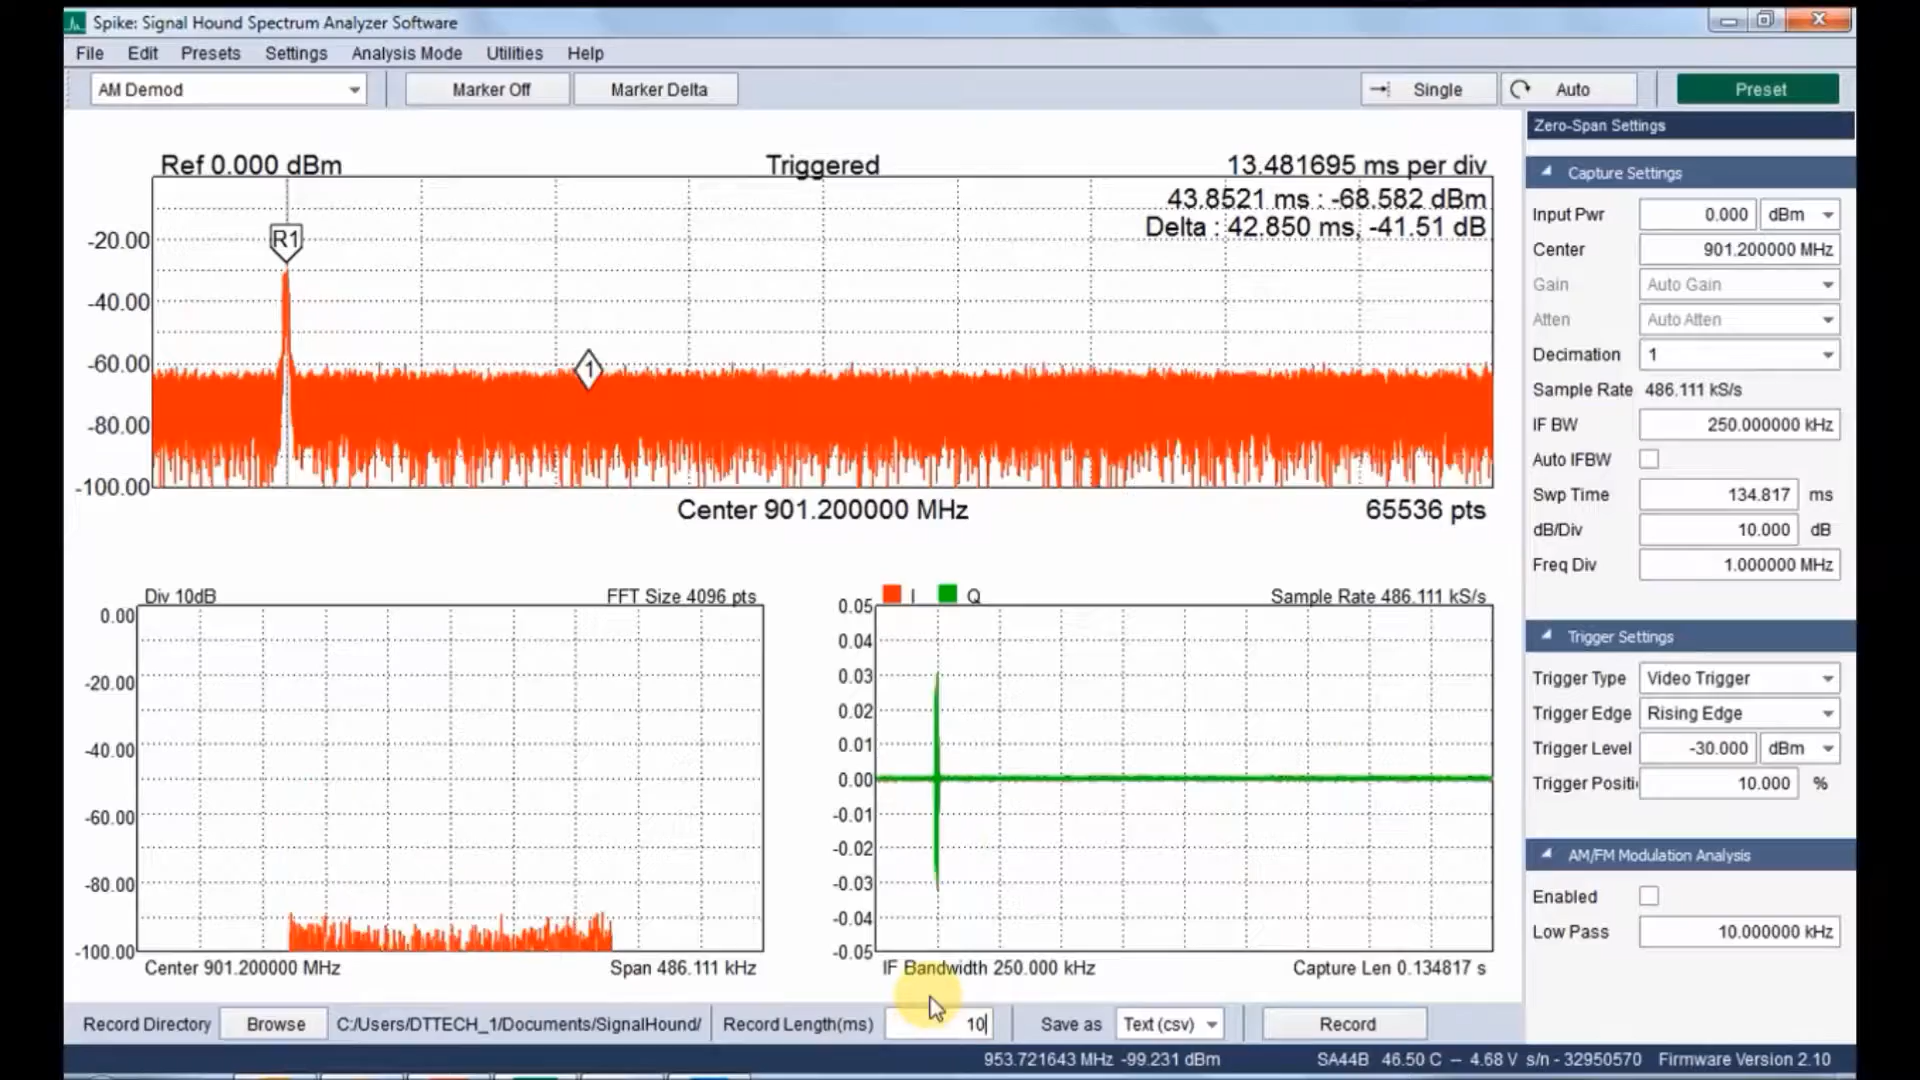 Spike: Signal Hound Spectrum Analyzer Software
File Edit Presets Settings Analysis Mode Utilities Help
AM Demod Marker Off Marker Delta Single Auto Preset
Zero-Span Settings
Ref 0.000 dBm Triggered 13.481695 ms per div
43.8521 ms : -68.582 dBm
Delta : 42.850 ms, -41.51 dB
R1
1
-20.00
-40.00
-60.00
-80.00
-100.00
Center 901.200000 MHz 65536 pts
Div 10dB FFT Size 4096 pts
0.00
-20.00
-40.00
-60.00
-80.00
-100.00
Center 901.200000 MHz Span 486.111 kHz
I Q Sample Rate 486.111 kS/s
0.05
0.04
0.03
0.02
0.01
0.00
-0.01
-0.02
-0.03
-0.04
-0.05
IF Bandwidth 250.000 kHz Capture Len 0.134817 s
Capture Settings
Input Pwr 0.000 dBm
Center 901.200000 MHz
Gain Auto Gain
Atten Auto Atten
Decimation 1
Sample Rate 486.111 kS/s
IF BW 250.000000 kHz
Auto IFBW
Swp Time 134.817 ms
dB/Div 10.000 dB
Freq Div 1.000000 MHz
Trigger Settings
Trigger Type Video Trigger
Trigger Edge Rising Edge
Trigger Level -30.000 dBm
Trigger Positi 10.000 %
AM/FM Modulation Analysis
Enabled
Low Pass 10.000000 kHz
Record Directory Browse C:/Users/DTTECH_1/Documents/SignalHound/ Record Length(ms) 10 Save as Text (csv) Record
953.721643 MHz -99.231 dBm SA44B 46.50 C -- 4.68 V s/n - 32950570 Firmware Version 2.10